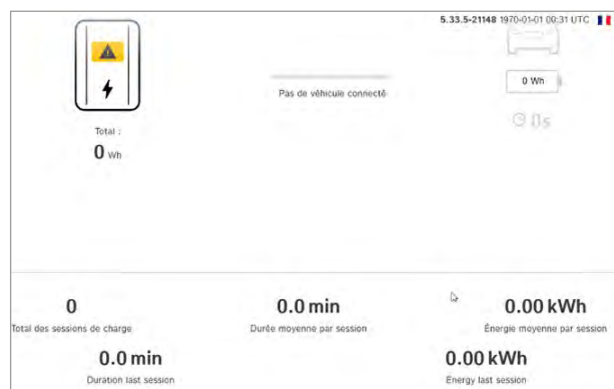 5.33.5-21148 1970-01-01 00:31 UTC
0 Wh
Pas de véhicule connecté
0s
Total :
0 Wh
0
0.0 min
0.00 kWh
Total des sessions de charge
Durée moyenne par session
Énergie moyenne par session
0.0 min
0.00 kWh
Duration last session
Energy last session